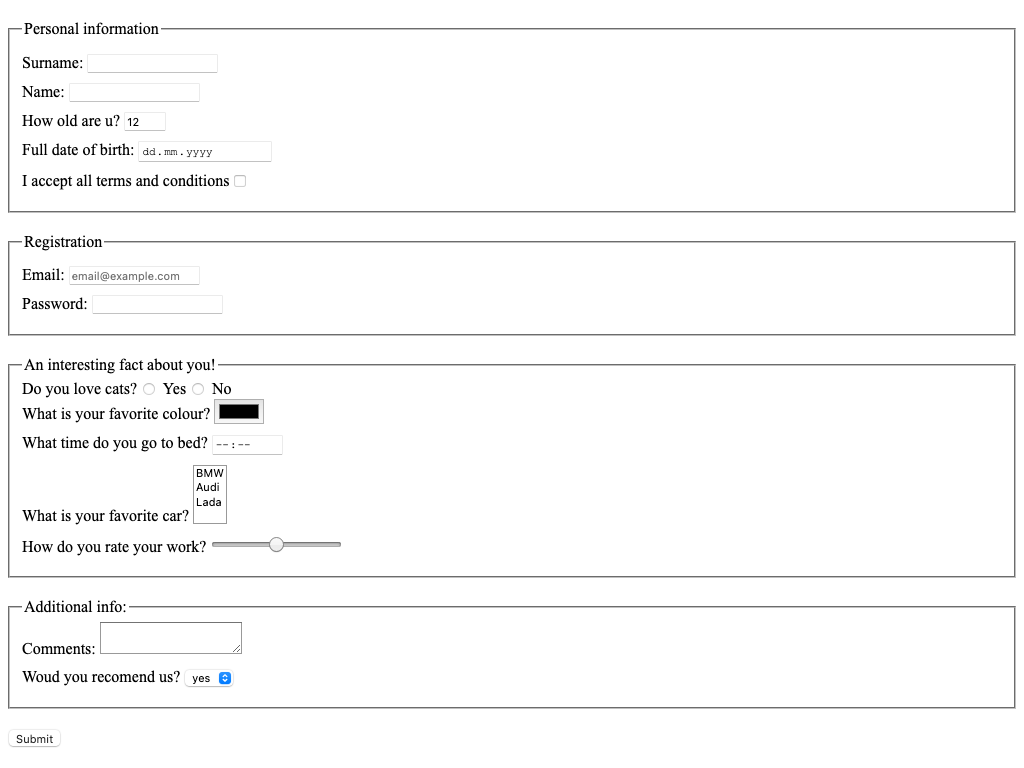 Personal information
Surname:
Name:
How old are u? 12
Full date of birth: dd.mm.yyyy
I accept all terms and conditions
Registration
Email: email@example.com
Password:
An interesting fact about you!
Do you love cats? Yes No
What is your favorite colour?
What time do you go to bed? --:--
BMW
Audi
Lada
What is your favorite car?
How do you rate your work?
Additional info:
Comments:
Woud you recomend us? yes
Submit